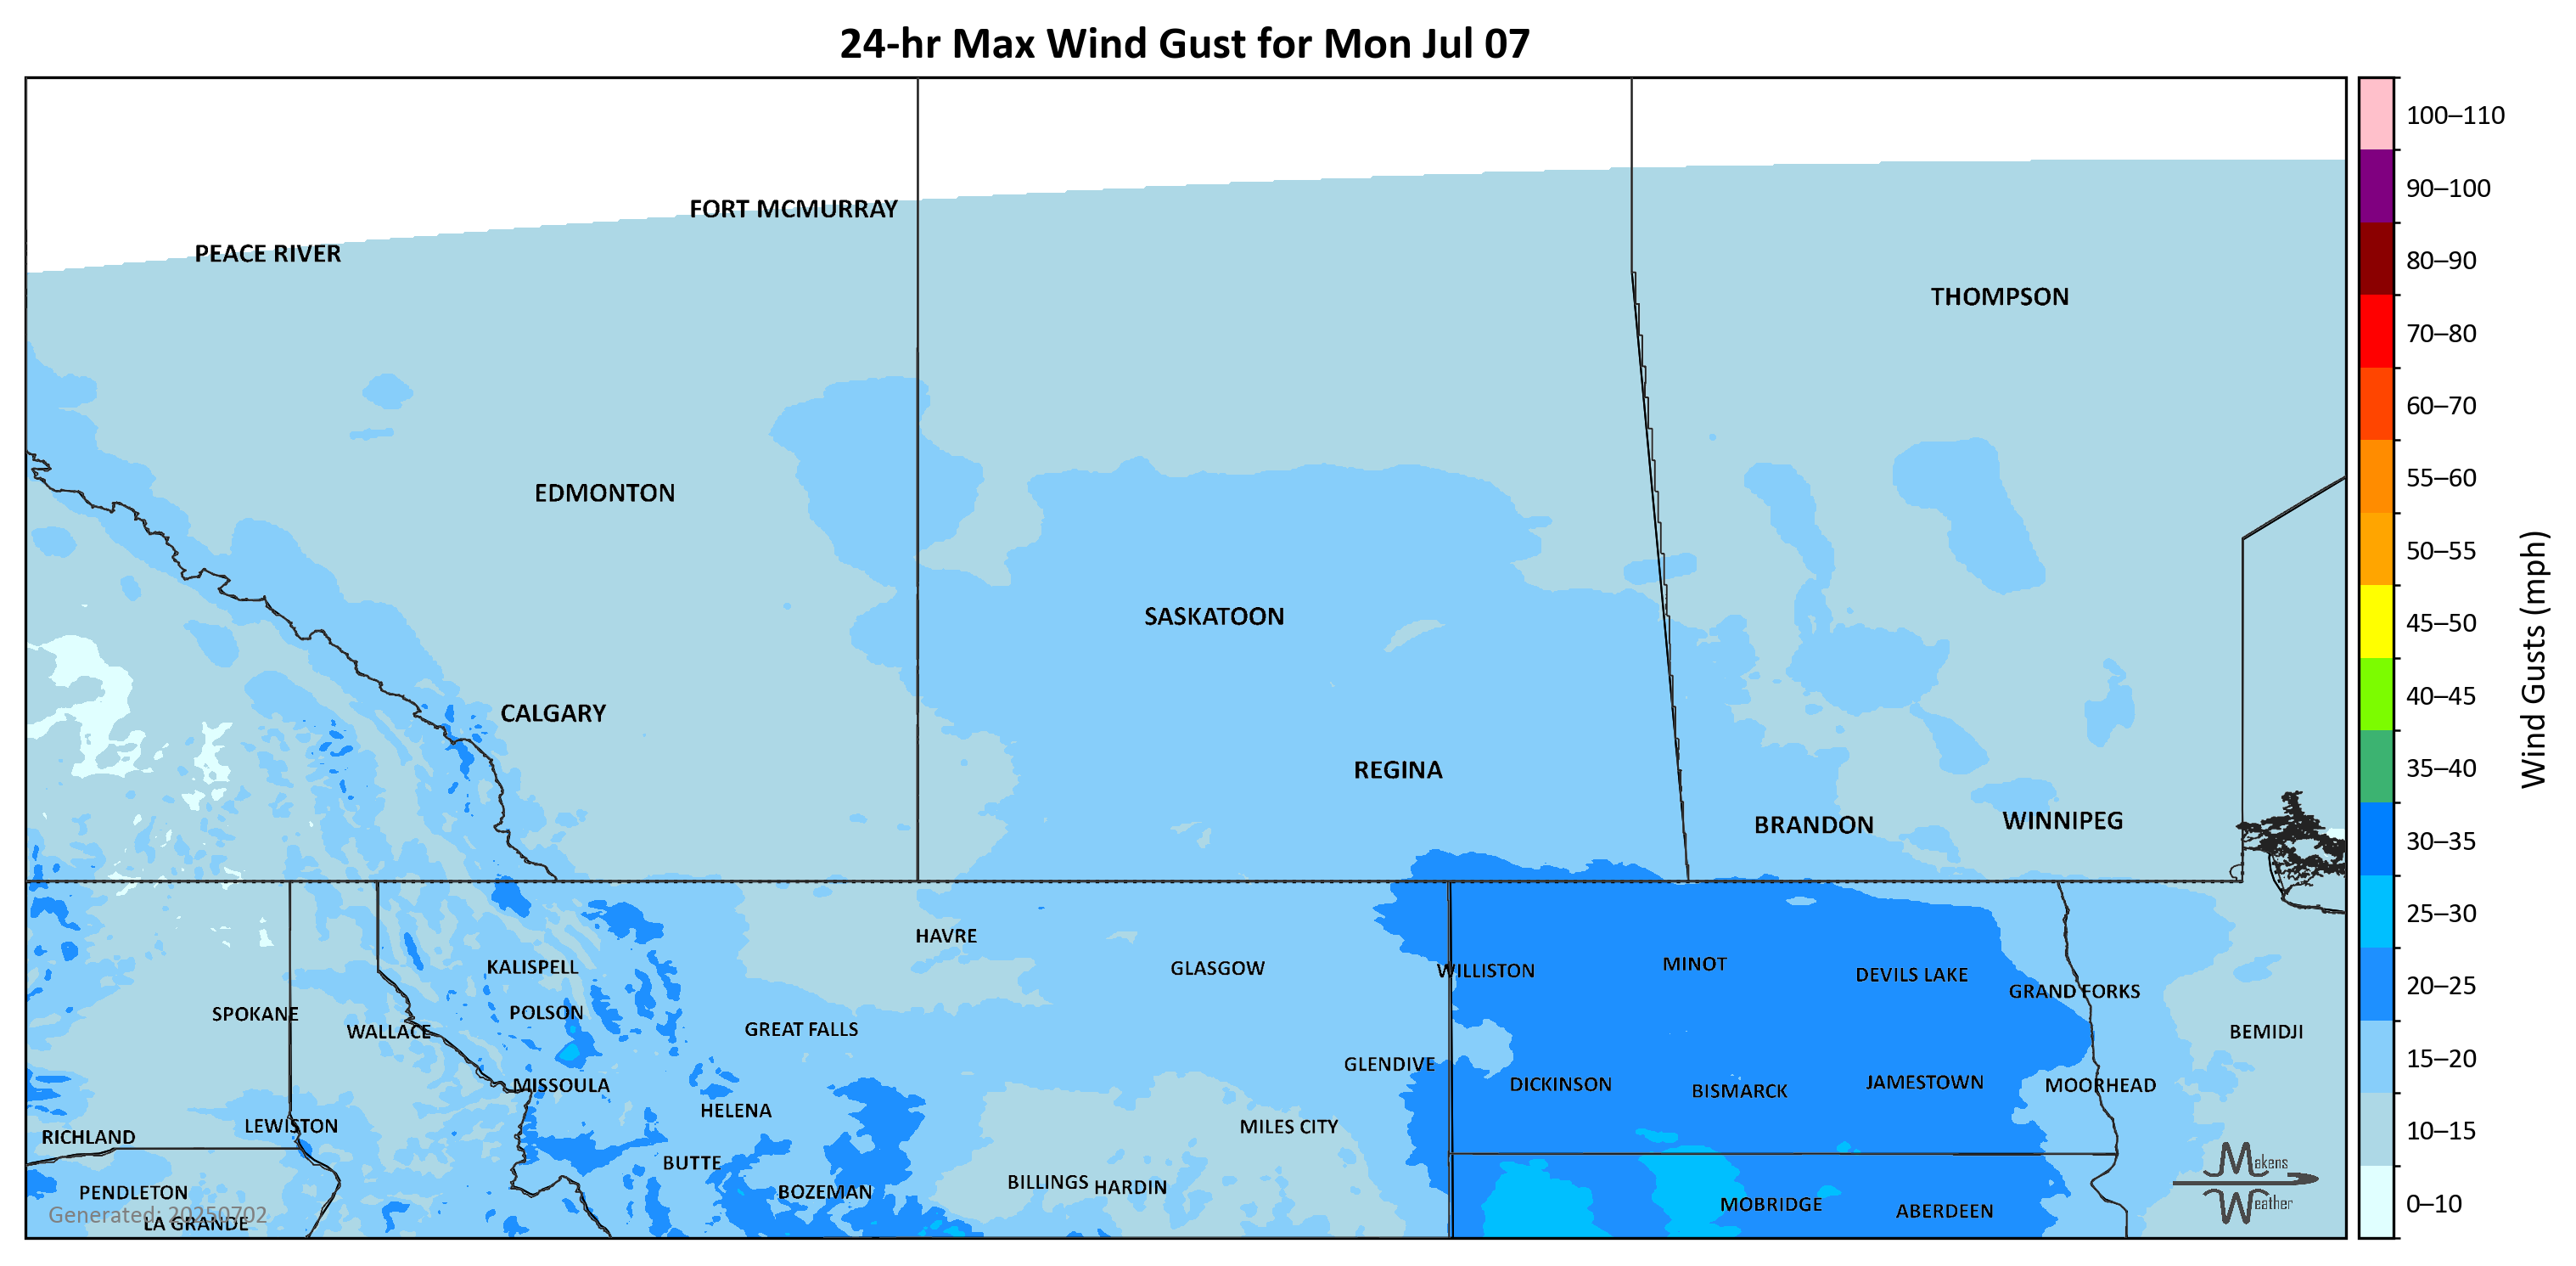 24-hr Max Wind Gust for Mon Jul 07
FORT MCMURRAY
PEACE RIVER
THOMPSON
EDMONTON
SASKATOON
CALGARY
REGINA
BRANDON
WINNIPEG
HAVRE
KALISPELL
GLASGOW
WILLISTON
MINOT
DEVILS LAKE
GRAND FORKS
SPOKANE
POLSON
WALLACE
GREAT FALLS
BEMIDJI
GLENDIVE
MISSOULA
DICKINSON
BISMARCK
JAMESTOWN
MOORHEAD
HELENA
LEWISTON
MILES CITY
RICHLAND
BUTTE
BILLINGS
HARDIN
BOZEMAN
PENDLETON
MOBRIDGE
ABERDEEN
Generated: 20250702
LA GRANDE
Makens
Weather
100–110
90–100
80–90
70–80
60–70
55–60
50–55
45–50
40–45
35–40
30–35
25–30
20–25
15–20
10–15
0–10
Wind Gusts (mph)